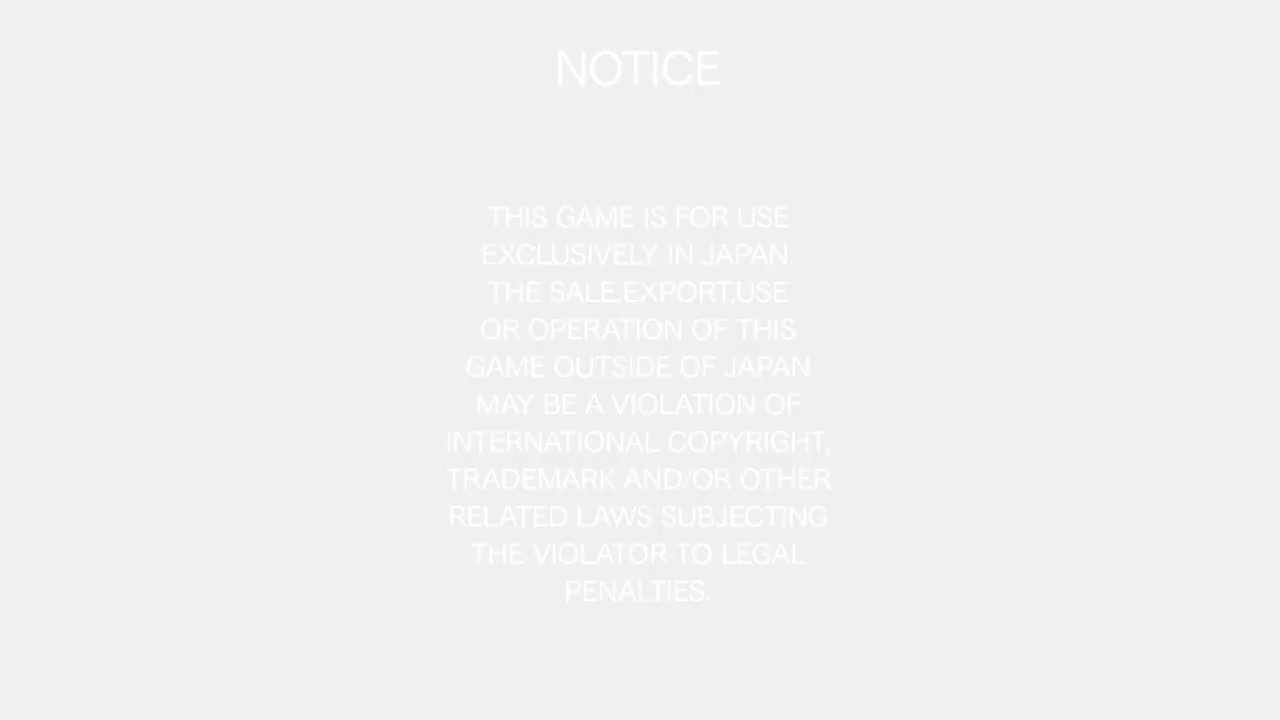 NOTICE
THIS GAME IS FOR USE
EXCLUSIVELY IN JAPAN.
THE SALE,EXPORT,USE
OR OPERATION OF THIS
GAME OUTSIDE OF JAPAN
MAY BE A VIOLATION OF
INTERNATIONAL COPYRIGHT,
TRADEMARK AND/OR OTHER
RELATED LAWS SUBJECTING
THE VIOLATOR TO LEGAL
PENALTIES.